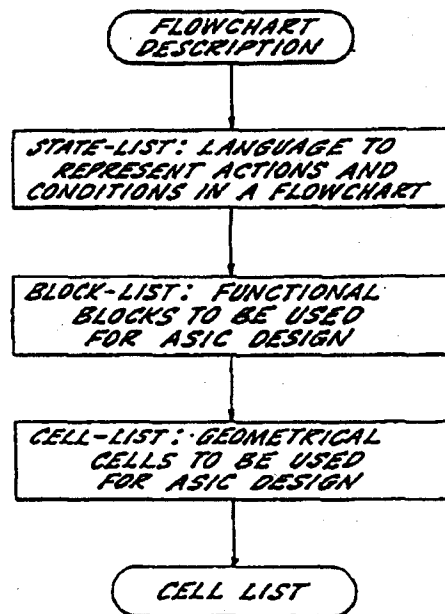 FLOWCHART
DESCRIPTION
STATE-LIST: LANGUAGE TO
REPRESENT ACTIONS AND
CONDITIONS IN A FLOWCHART
BLOCK-LIST: FUNCTIONAL
BLOCKS TO BE USED
FOR ASIC DESIGN
CELL-LIST: GEOMETRICAL
CELLS TO BE USED
FOR ASIC DESIGN
CELL LIST